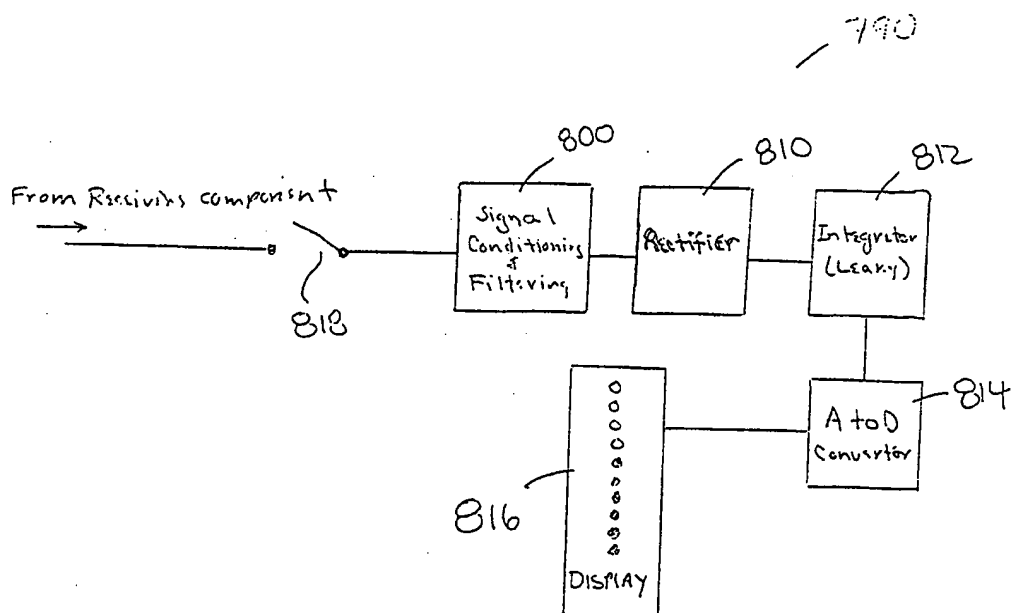 790
800
810
812
From Receiving component
Signal
Conditioning
&
Filtering
Rectifier
Integrator
(Leaky)
818
814
A to D
Converter
816
DISPLAY